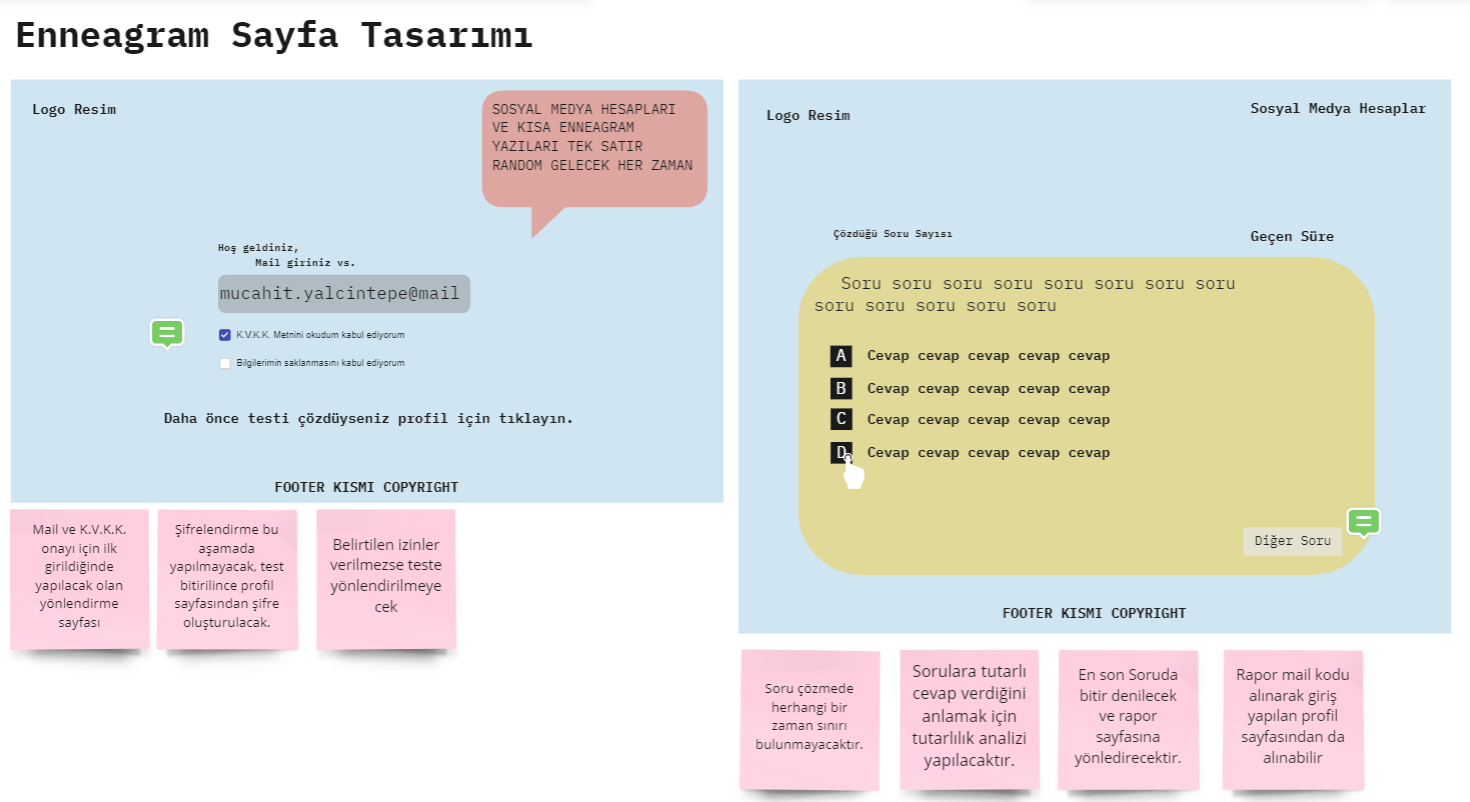 Enneagram Sayfa Tasarımı
Logo Resim
SOSYAL MEDYA HESAPLARI
VE KISA ENNEAGRAM
YAZILARI TEK SATIR
RANDOM GELECEK HER ZAMAN
Hoş geldiniz,
Mail giriniz vs.
mucahit.yalcintepe@mail
K.V.K.K. Metnini okudum kabul ediyorum
Bilgilerimin saklanmasını kabul ediyorum
Daha önce testi çözdüyseniz profil için tıklayın.
FOOTER KISMI COPYRIGHT
Mail ve K.V.K.K.
onayı için ilk
girildiğinde
yapılacak olan
yönlendirme
sayfası
Şifrelendirme bu
aşamada
yapılmayacak, test
bitirilince profil
sayfasından şifre
oluşturulacak.
Belirtilen izinler
verilmezse teste
yönlendirilmeye
cek
Logo Resim
Sosyal Medya Hesaplar
Çözdüğü Soru Sayısı
Geçen Süre
Soru soru soru soru soru soru soru soru
soru soru soru soru soru
A Cevap cevap cevap cevap cevap
B Cevap cevap cevap cevap cevap
C Cevap cevap cevap cevap cevap
D Cevap cevap cevap cevap cevap
Diğer Soru
FOOTER KISMI COPYRIGHT
Soru çözmede
herhangi bir
zaman sınırı
bulunmayacaktır.
Sorulara tutarlı
cevap verdiğini
anlamak için
tutarlılık analizi
yapılacaktır.
En son Soruda
bitir denilecek
ve rapor
sayfasına
yönledirecektir.
Rapor mail kodu
alınarak giriş
yapılan profil
sayfasından da
alınabilir